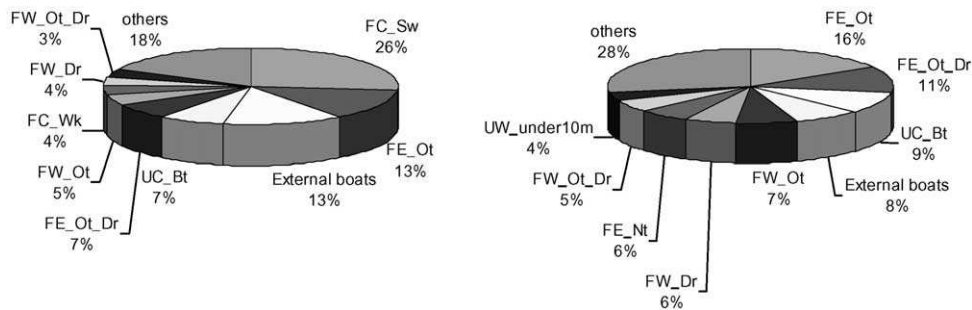 FW_Ot_Dr
3%
others
18%
FC_Sw
26%
FW_Dr
4%
FC_Wk
4%
FW_Ot
5%
FE_Ot_Dr
7%
UC_Bt
7%
External boats
13%
FE_Ot
13%
others
28%
FE_Ot
16%
FE_Ot_Dr
11%
UC_Bt
9%
External boats
8%
FW_Ot
7%
FW_Dr
6%
FE_Nt
6%
FW_Ot_Dr
5%
UW_under10m
4%